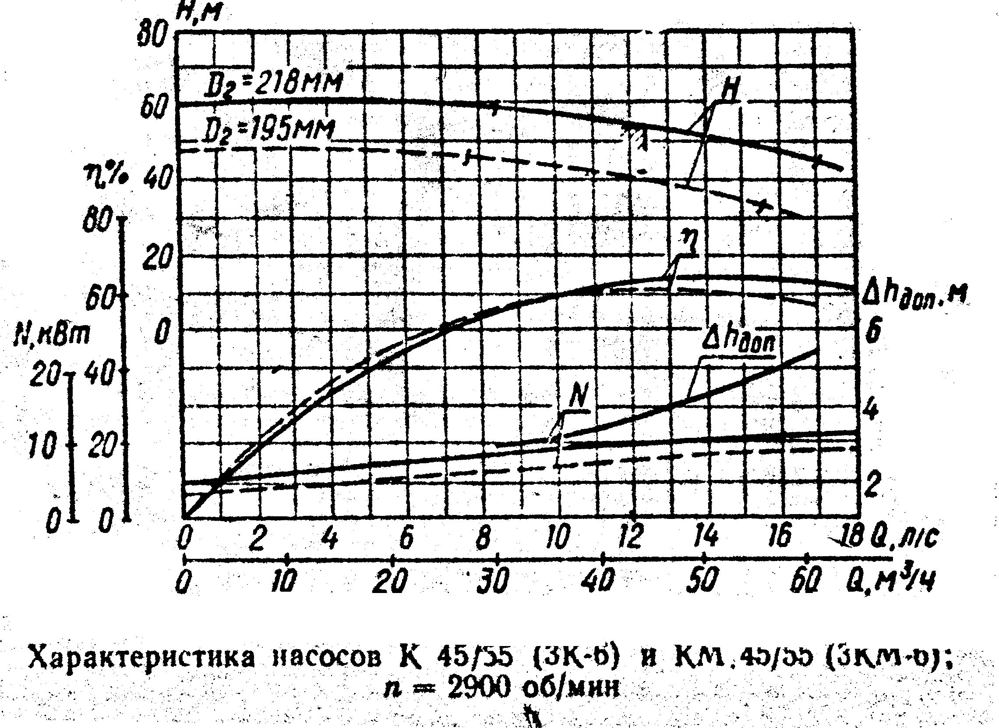 H,м
80
D₂=218мм
H
60
D₂=195мм
η,%
40
80
η
20
60
Δhдоп.м
N,кВт
0
Δhдоп
6
20
40
N
4
10
20
2
0
0
0 2 4 6 8 10 12 14 16 18 Q,л/с
0 10 20 30 40 50 60 Q,м³/ч
Характеристика насосов К 45/55 (3К-6) и КМ.45/55 (3КМ-6);
n = 2900 об/мин